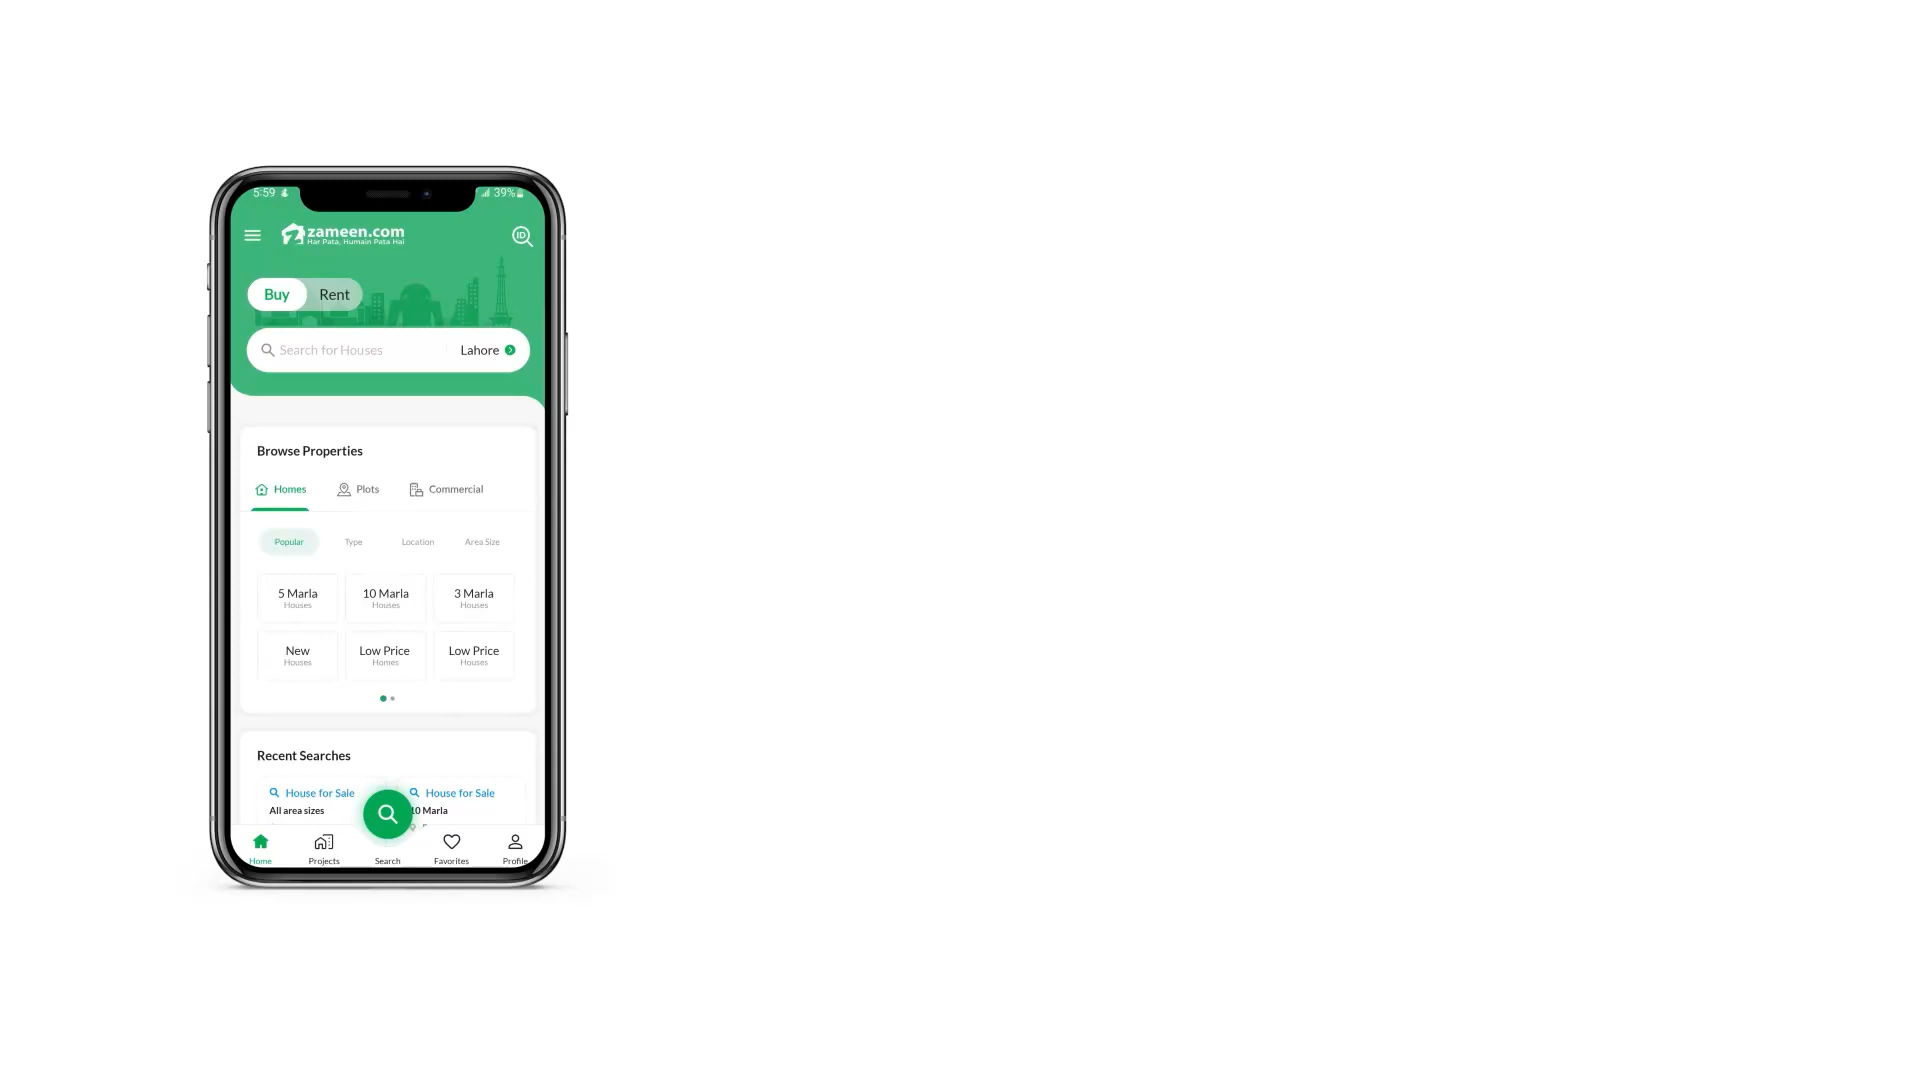 5:59
39%
zameen.com
Har Pata, Humain Pata Hai
ID
Buy Rent
Search for Houses Lahore
Browse Properties
Homes Plots Commercial
Popular Type Location Area Size
5 Marla 10 Marla 3 Marla
Houses Houses Houses
New Low Price Low Price
Houses Homes Houses
Recent Searches
House for Sale House for Sale
All area sizes 10 Marla
Home Projects Search Favorites Profile